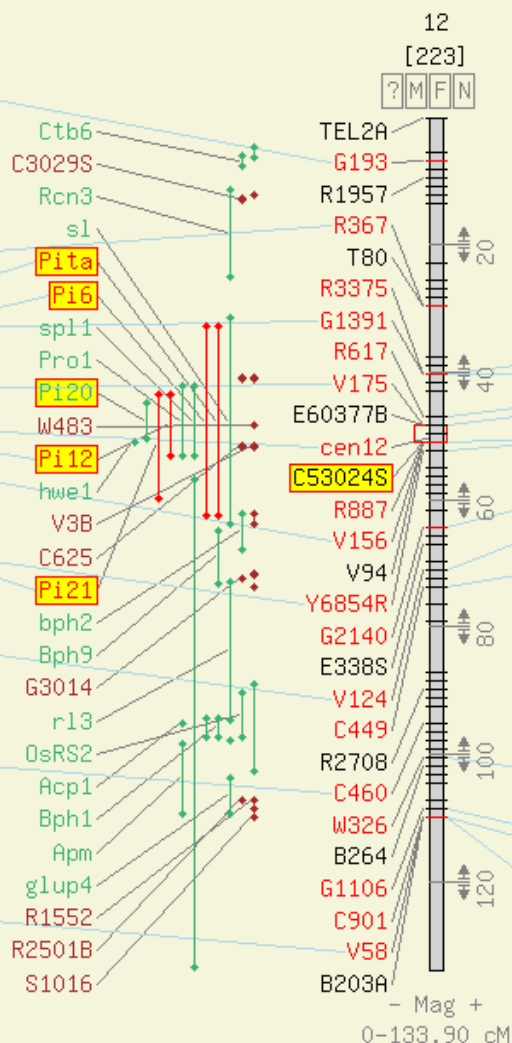 12
[223]
? M F N
Ctb6
C3029S
Rcn3
sl
Pita
Pi6
spl1
Pro1
Pi20
W483
Pi12
hwe1
V3B
C625
Pi21
bph2
Bph9
G3014
rl3
OsRS2
Acp1
Bph1
Apm
glup4
R1552
R2501B
S1016
TEL2A
G193
R1957
R367
T80
R3375
G1391
R617
V175
E60377B
cen12
C53024S
R887
V156
V94
Y6854R
G2140
E338S
V124
C449
R2708
C460
W326
B264
G1106
C901
V58
B203A
20
40
60
80
100
120
- Mag +
0-133.90 cM